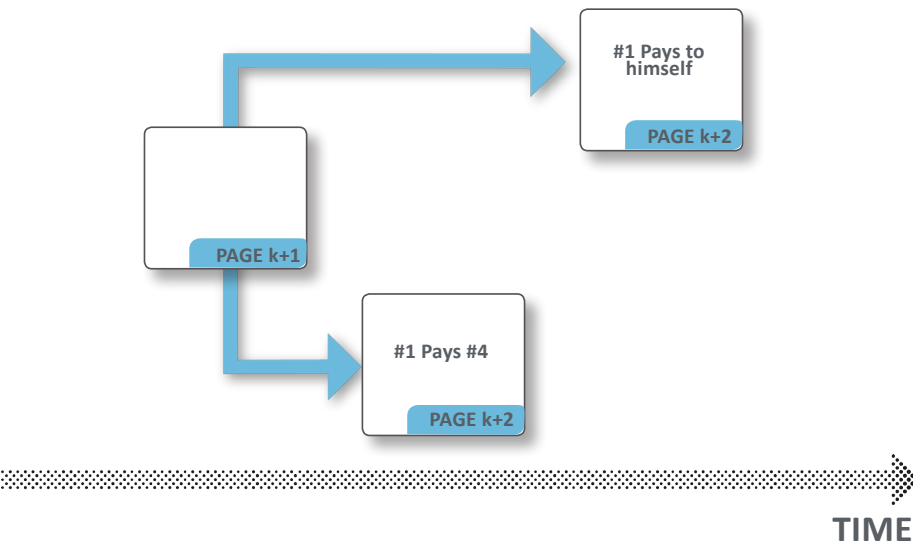 #1 Pays to
himself
PAGE k+2
PAGE k+1
#1 Pays #4
PAGE k+2
TIME